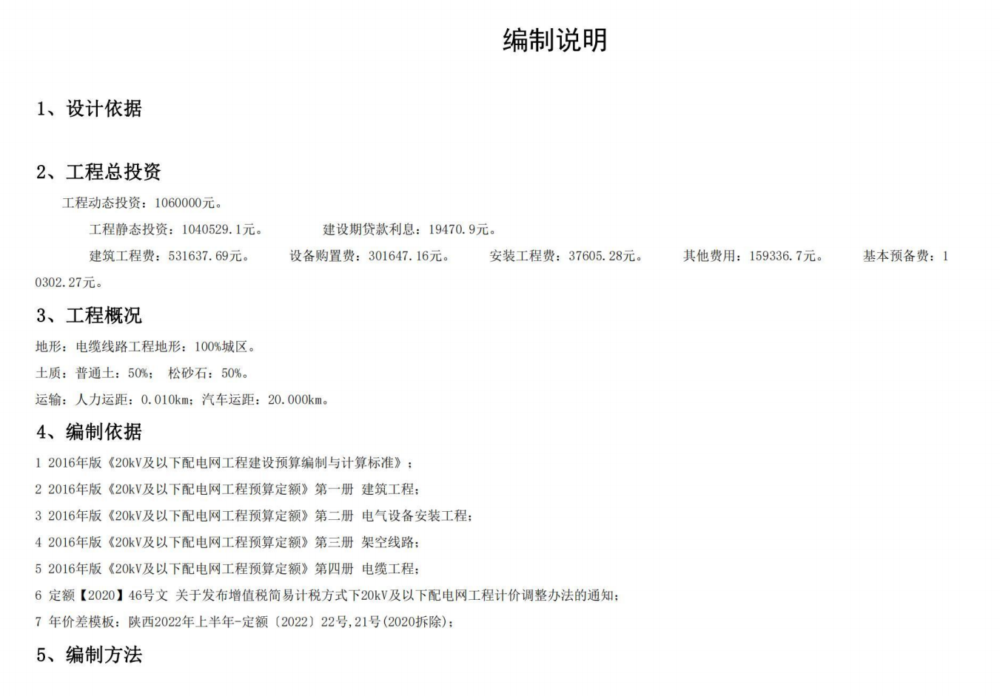 编制说明
1、设计依据
2、工程总投资
工程动态投资：1060000元。
工程静态投资：1040529.1元。 建设期贷款利息：19470.9元。
建筑工程费：531637.69元。 设备购置费：301647.16元。 安装工程费：37605.28元。 其他费用：159336.7元。 基本预备费：1
0302.27元。
3、工程概况
地形：电缆线路工程地形：100%城区。
土质：普通土：50%； 松砂石：50%。
运输：人力运距：0.010km；汽车运距：20.000km。
4、编制依据
1 2016年版《20kV及以下配电网工程建设预算编制与计算标准》；
2 2016年版《20kV及以下配电网工程预算定额》第一册 建筑工程；
3 2016年版《20kV及以下配电网工程预算定额》第二册 电气设备安装工程；
4 2016年版《20kV及以下配电网工程预算定额》第三册 架空线路；
5 2016年版《20kV及以下配电网工程预算定额》第四册 电缆工程；
6 定额【2020】46号文 关于发布增值税简易计税方式下20kV及以下配电网工程计价调整办法的通知；
7 年价差模板：陕西2022年上半年-定额〔2022〕22号,21号(2020拆除)；
5、编制方法